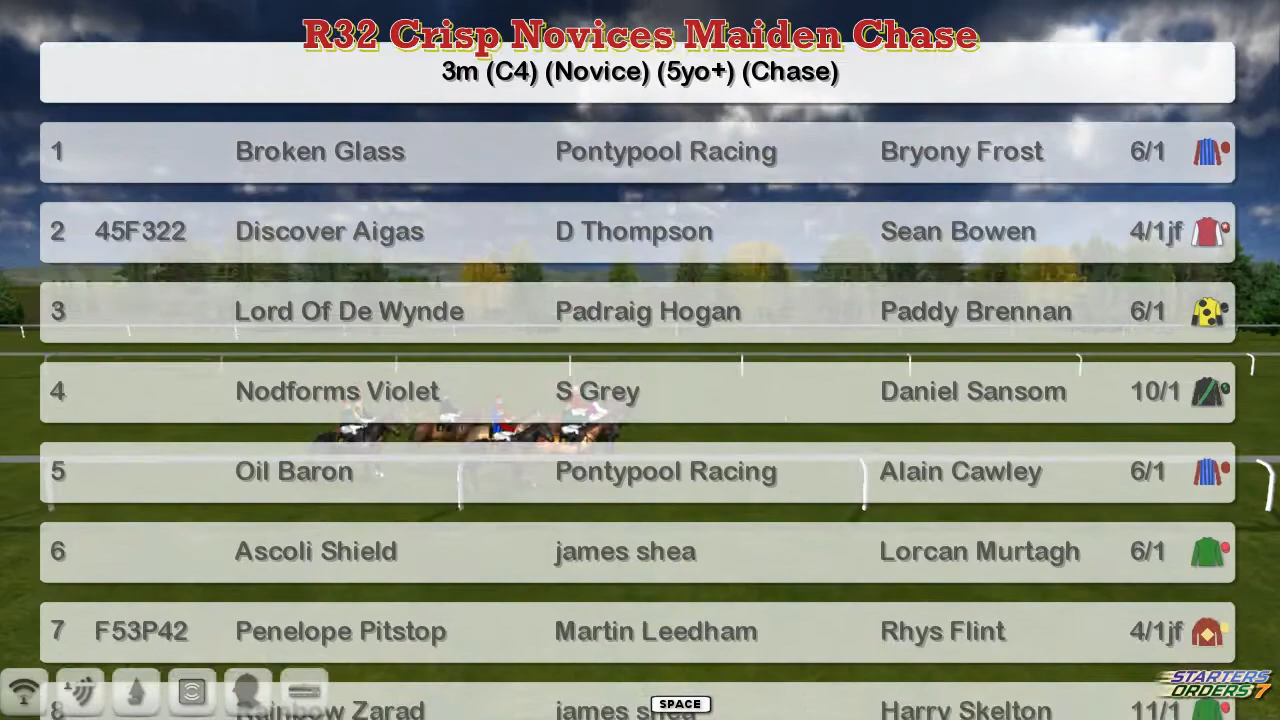 R32 Crisp Novices Maiden Chase
3m (C4) (Novice) (5yo+) (Chase)
1 Broken Glass Pontypool Racing Bryony Frost 6/1
2 45F322 Discover Aigas D Thompson Sean Bowen 4/1jf
3 Lord Of De Wynde Padraig Hogan Paddy Brennan 6/1
4 Nodforms Violet S Grey Daniel Sansom 10/1
5 Oil Baron Pontypool Racing Alain Cawley 6/1
6 Ascoli Shield james shea Lorcan Murtagh 6/1
7 F53P42 Penelope Pitstop Martin Leedham Rhys Flint 4/1jf
8 Rainbow Zarad james shea Harry Skelton 11/1
SPACE
STARTERS
ORDERS 7